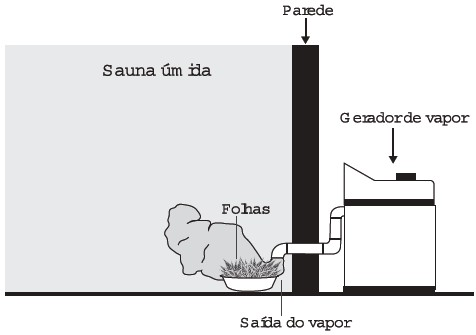 Parede
Sauna úmida
Gerador de vapor
Folhas
Saída do vapor